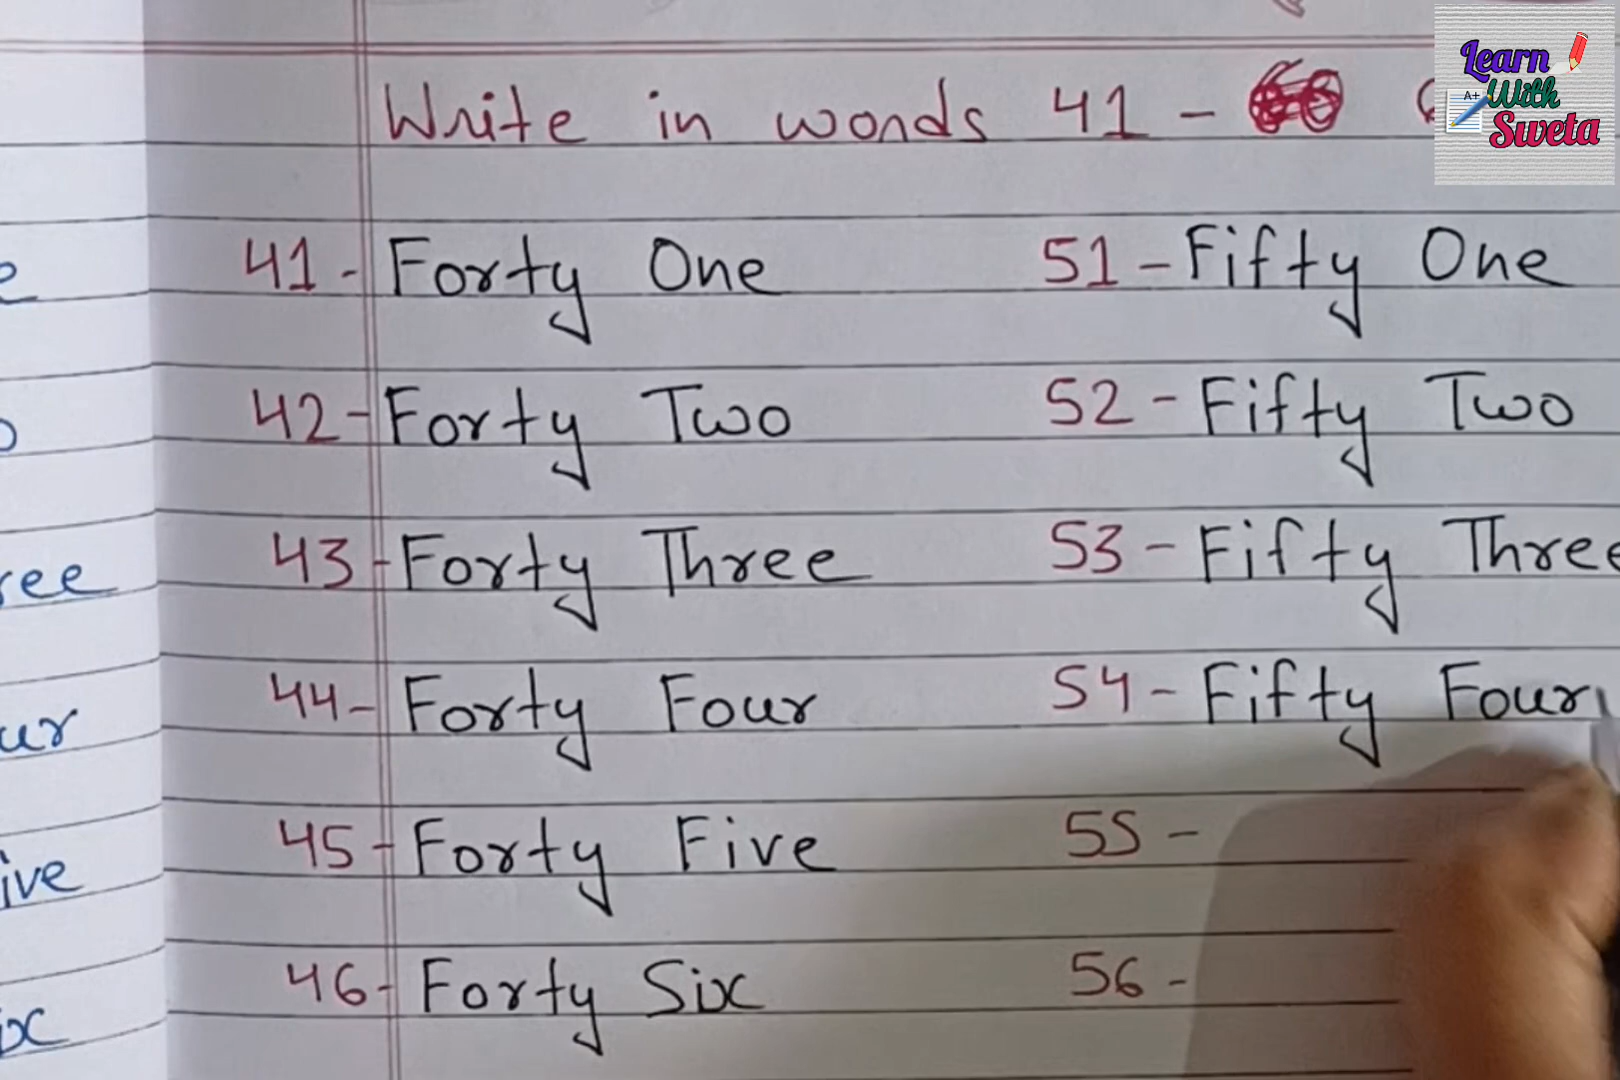 Write in words 41 -
Learn
With
Sweta
A+
41 - Forty One 51 - Fifty One
42 - Forty Two 52 - Fifty Two
43 - Forty Three 53 - Fifty Three
44 - Forty Four 54 - Fifty Four
45 - Forty Five 55 -
46 - Forty Six 56 -